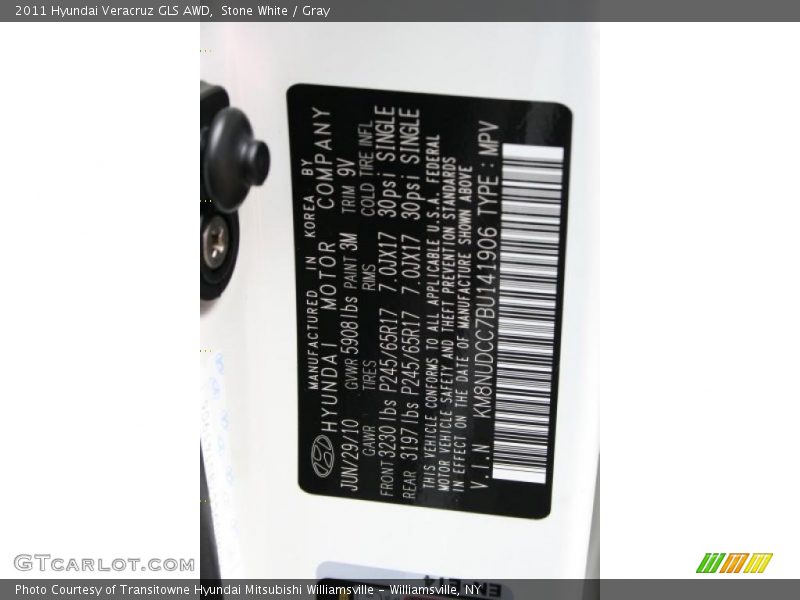 2011 Hyundai Veracruz GLS AWD,  Stone White / Gray
MANUFACTURED IN KOREA BY
HYUNDAI MOTOR COMPANY
JUN/29/10 GVWR 5908lbs PAINT 3M TRIM 9V
GAWR TIRES RIMS COLD TIRE INFL
FRONT 3230 lbs P245/65R17 7.0JX17 30psi SINGLE
REAR 3197 lbs P245/65R17 7.0JX17 30psi SINGLE
THIS VEHICLE CONFORMS TO ALL APPLICABLE U.S.A. FEDERAL
MOTOR VEHICLE SAFETY AND THEFT PREVENTION STANDARDS
IN EFFECT ON THE DATE OF MANUFACTURE SHOWN ABOVE
V.I.N KM8NUDCC7BU141906 TYPE : MPV
GTCARLOT.COM
Photo Courtesy of Transitowne Hyundai Mitsubishi Williamsville - Williamsville, NY